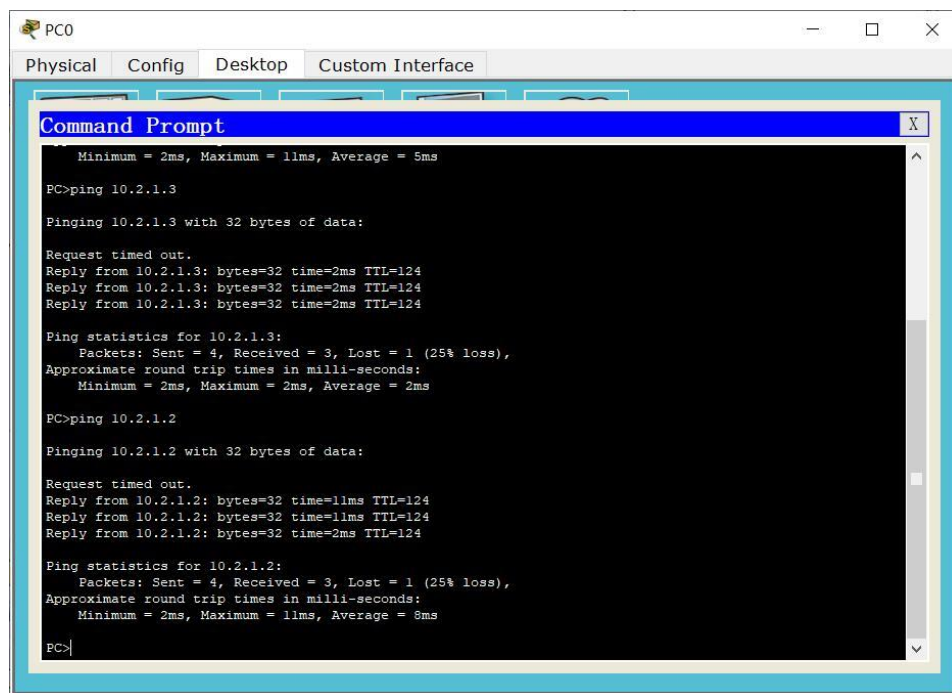 PC0
Physical Config Desktop Custom Interface
Command Prompt
X
Minimum = 2ms, Maximum = 11ms, Average = 5ms
PC>ping 10.2.1.3
Pinging 10.2.1.3 with 32 bytes of data:
Request timed out.
Reply from 10.2.1.3: bytes=32 time=2ms TTL=124
Reply from 10.2.1.3: bytes=32 time=2ms TTL=124
Reply from 10.2.1.3: bytes=32 time=2ms TTL=124
Ping statistics for 10.2.1.3:
Packets: Sent = 4, Received = 3, Lost = 1 (25% loss),
Approximate round trip times in milli-seconds:
Minimum = 2ms, Maximum = 2ms, Average = 2ms
PC>ping 10.2.1.2
Pinging 10.2.1.2 with 32 bytes of data:
Request timed out.
Reply from 10.2.1.2: bytes=32 time=11ms TTL=124
Reply from 10.2.1.2: bytes=32 time=11ms TTL=124
Reply from 10.2.1.2: bytes=32 time=2ms TTL=124
Ping statistics for 10.2.1.2:
Packets: Sent = 4, Received = 3, Lost = 1 (25% loss),
Approximate round trip times in milli-seconds:
Minimum = 2ms, Maximum = 11ms, Average = 8ms
PC>